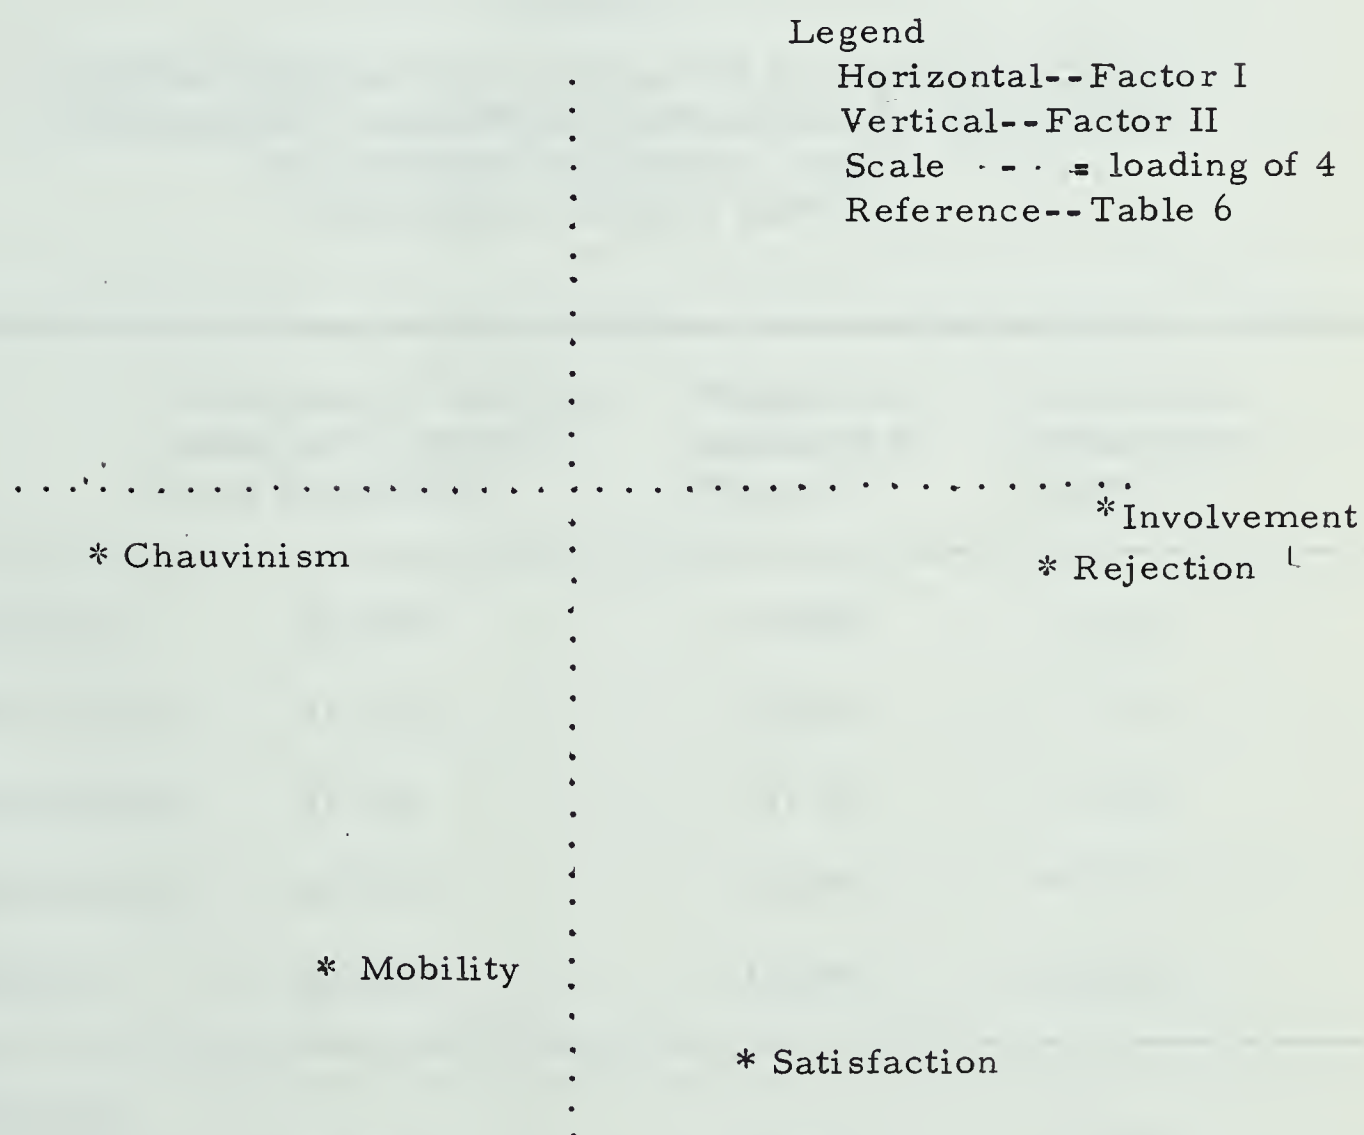 Legend
Horizontal--Factor I
Vertical--Factor II
Scale · - · = loading of 4
Reference--Table 6
* Involvement
* Chauvinism
* Rejection
* Mobility
* Satisfaction